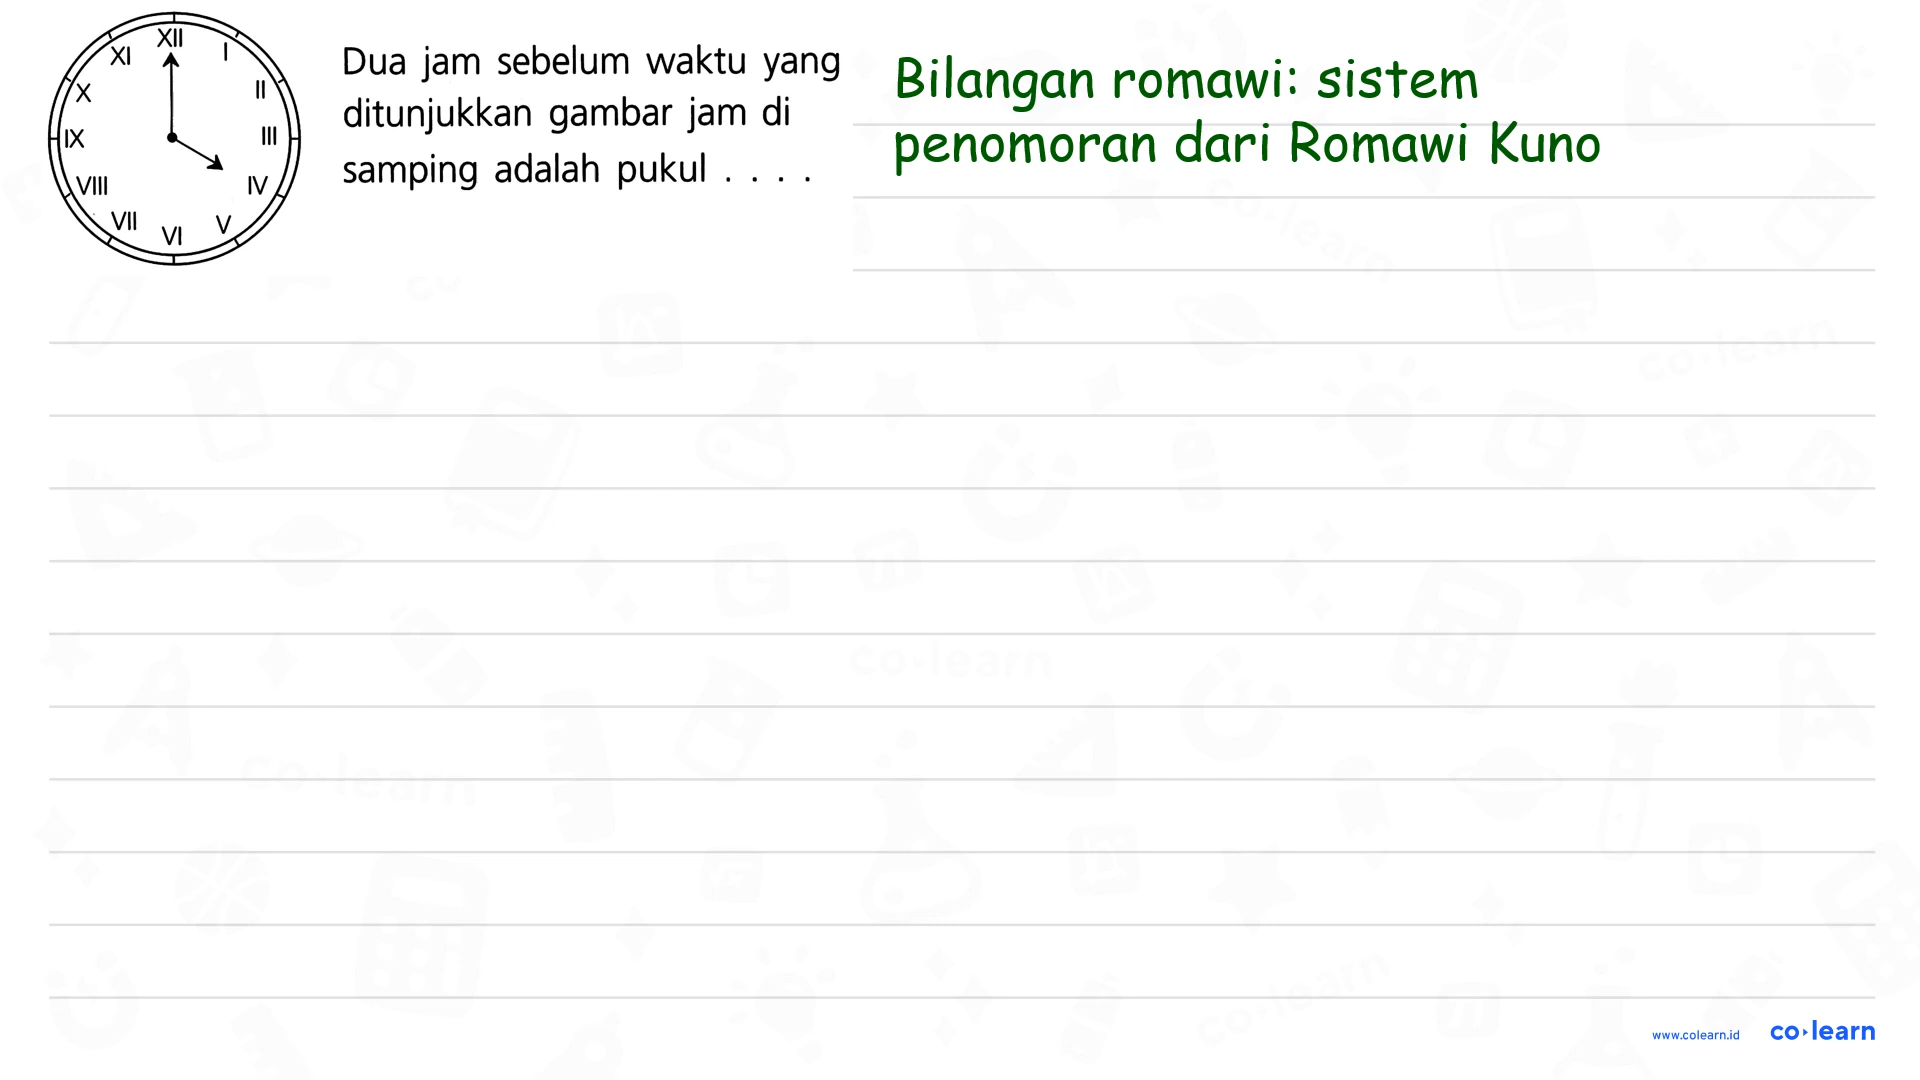 XII
XI
I
X
II
IX
III
VIII
IV
VII
V
VI
Dua jam sebelum waktu yang
ditunjukkan gambar jam di
samping adalah pukul . . . .
Bilangan romawi: sistem
penomoran dari Romawi Kuno
www.colearn.id
co learn